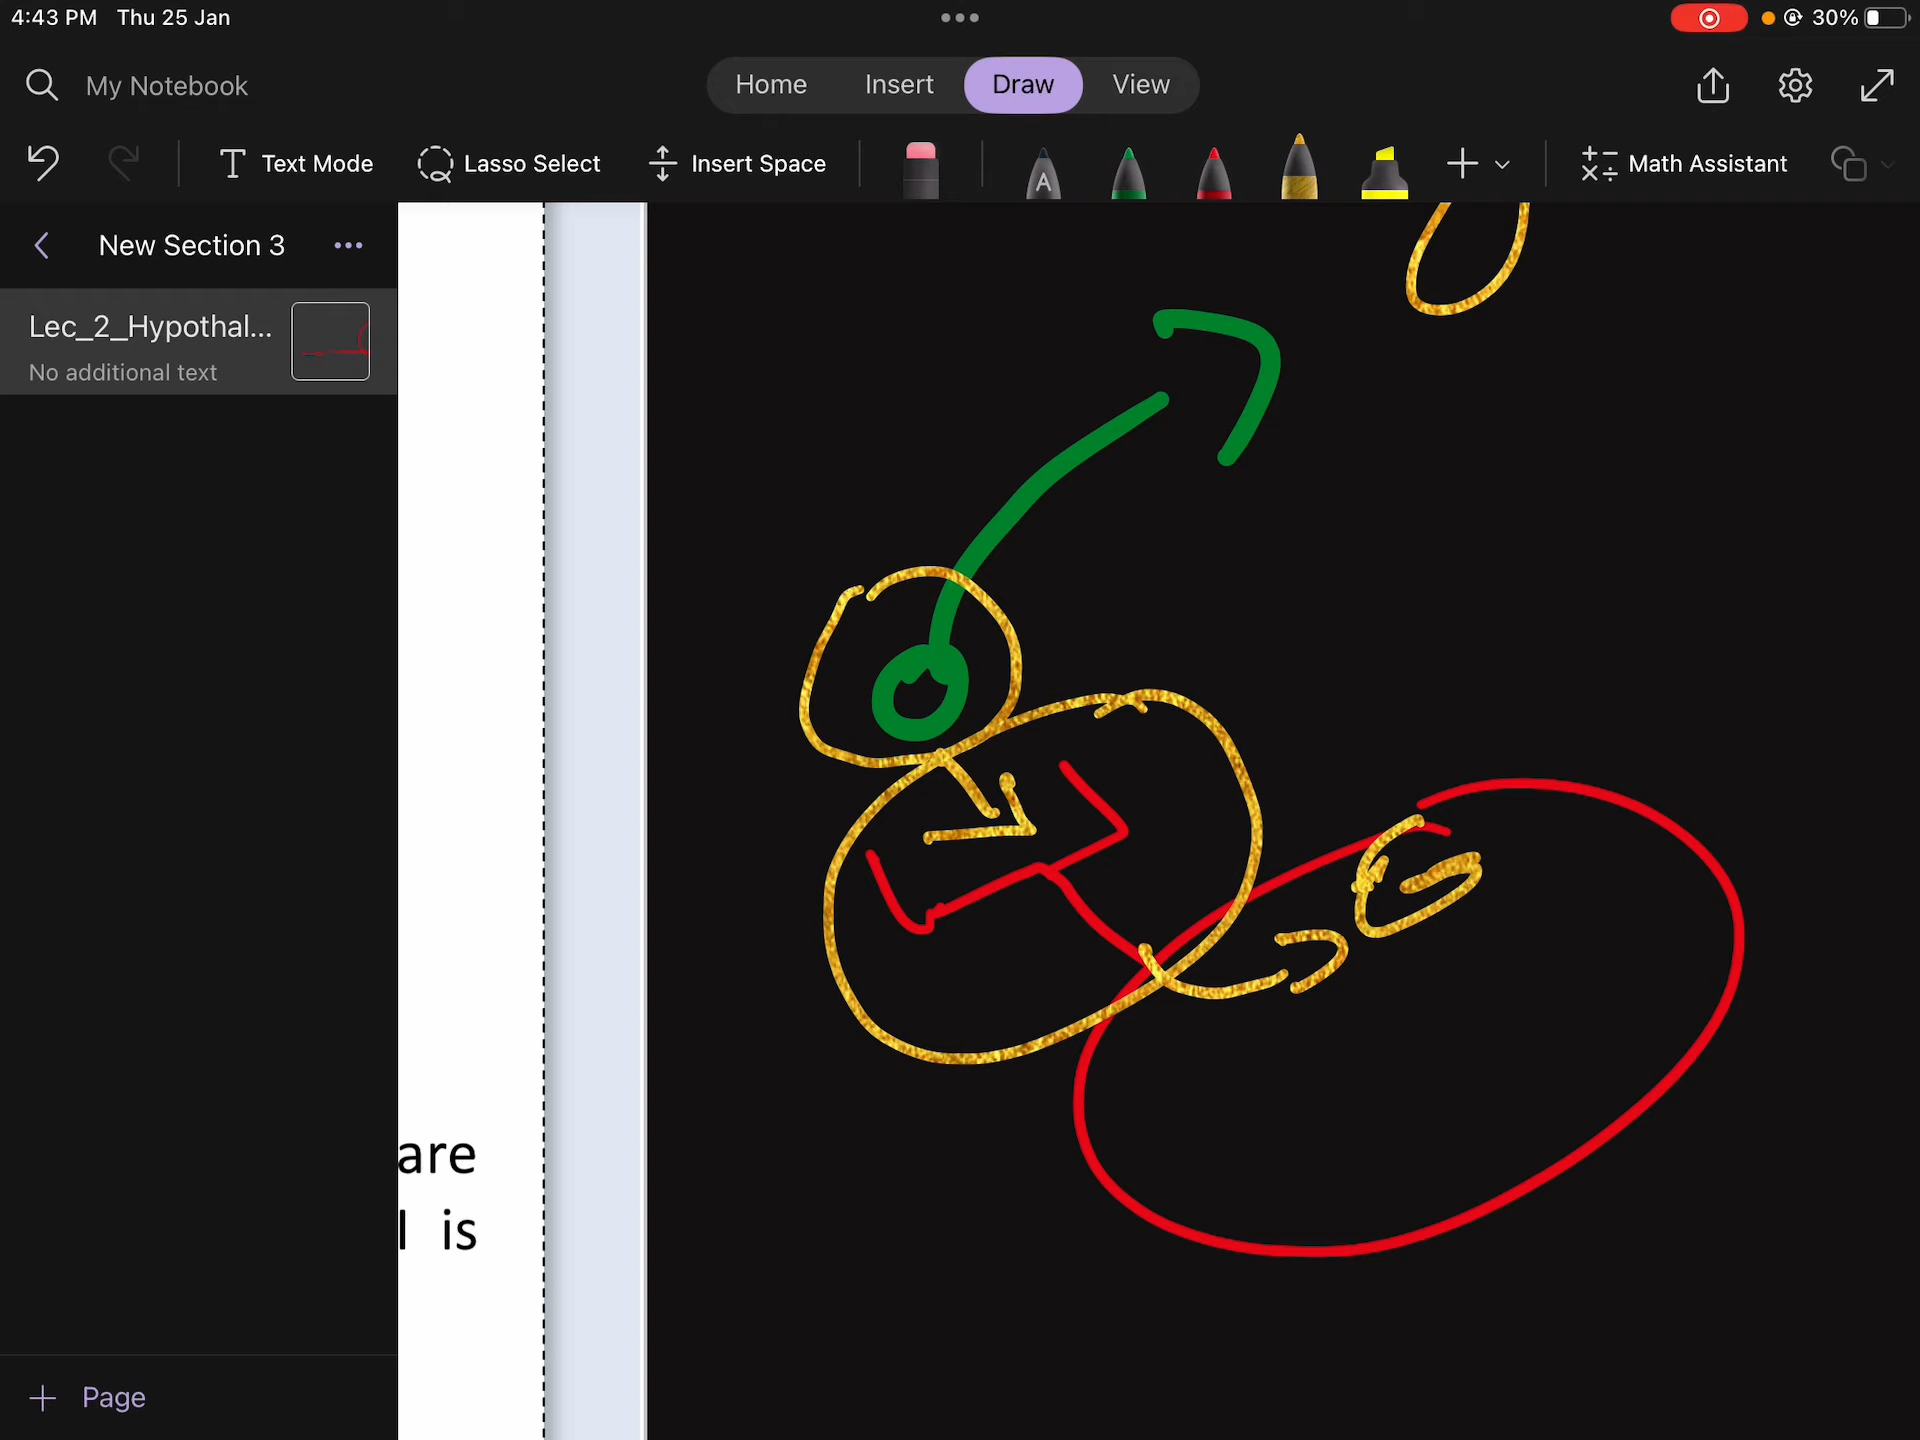 4:43 PM Thu 25 Jan
30%
My Notebook
Home Insert Draw View
Text Mode Lasso Select Insert Space A Math Assistant
New Section 3
Lec_2_Hypothal...
No additional text
are
is
Page